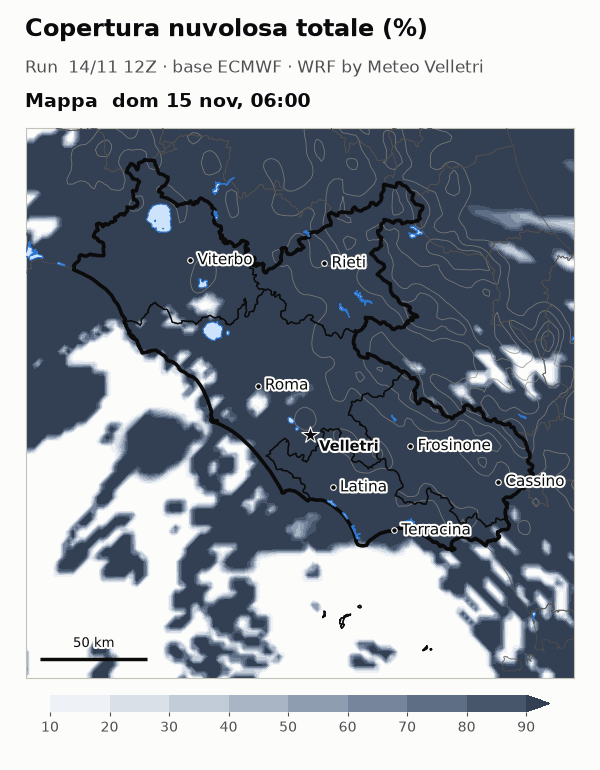 Copertura nuvolosa totale (%)
Run  14/11 12Z · base ECMWF · WRF by Meteo Velletri
Mappa  dom 15 nov, 06:00
Viterbo
Rieti
Roma
Velletri
Frosinone
Latina
Cassino
Terracina
50 km
10 20 30 40 50 60 70 80 90